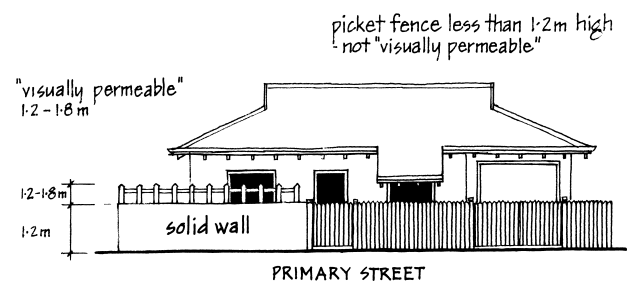 picket fence less than 1·2m high
- not "visually permeable"
"visually permeable"
1·2 - 1·8 m
1·2-1·8m
1·2m
solid wall
PRIMARY STREET